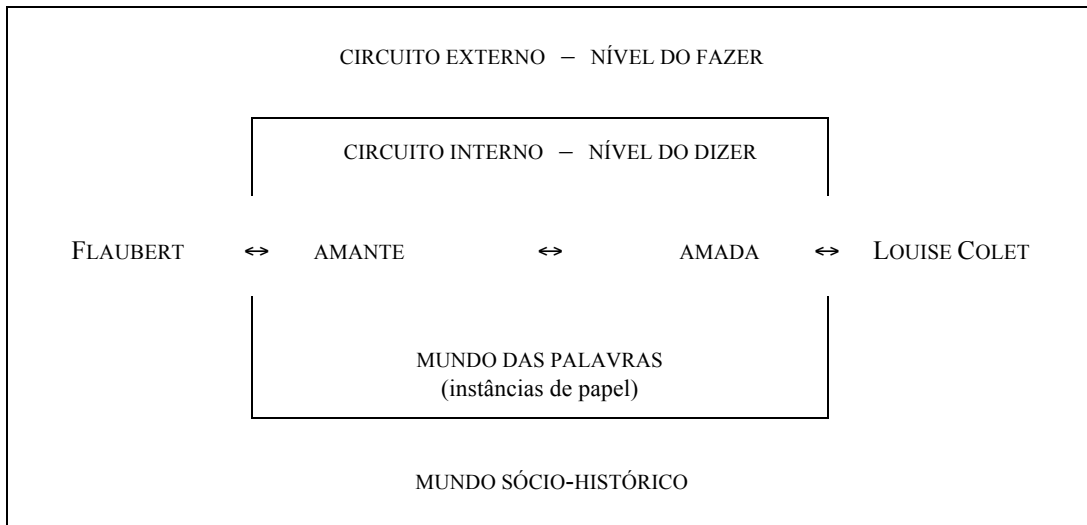 CIRCUITO EXTERNO – NÍVEL DO FAZER
CIRCUITO INTERNO – NÍVEL DO DIZER
FLAUBERT ↔ AMANTE ↔ AMADA ↔ LOUISE COLET
MUNDO DAS PALAVRAS
(instâncias de papel)
MUNDO SÓCIO-HISTÓRICO